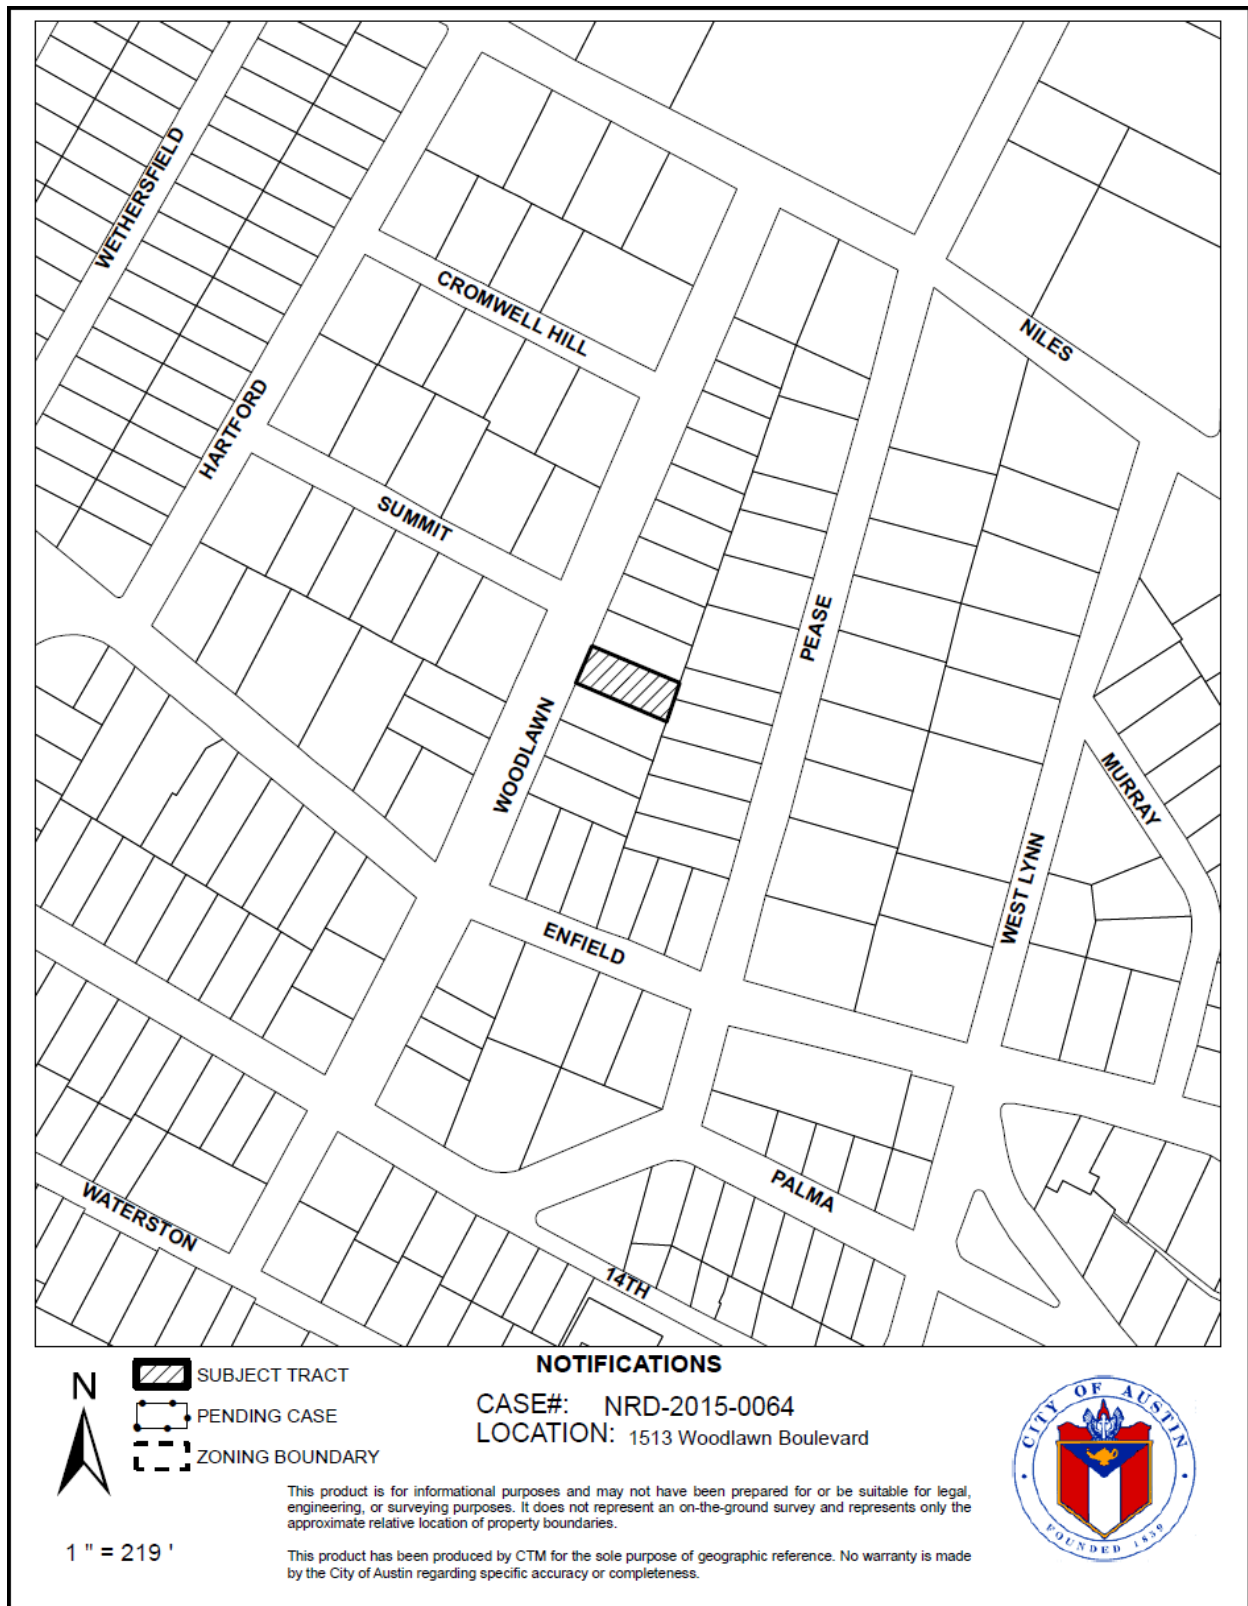 WETHERSFIELD
CROMWELL HILL
NILES
HARTFORD
SUMMIT
PEASE
WOODLAWN
MURRAY
WEST LYNN
ENFIELD
PALMA
WATERSTON
14TH
N
1 " = 219 '
SUBJECT TRACT
PENDING CASE
ZONING BOUNDARY
NOTIFICATIONS
CASE#: NRD-2015-0064
LOCATION: 1513 Woodlawn Boulevard
This product is for informational purposes and may not have been prepared for or be suitable for legal,
engineering, or surveying purposes. It does not represent an on-the-ground survey and represents only the
approximate relative location of property boundaries.
This product has been produced by CTM for the sole purpose of geographic reference. No warranty is made
by the City of Austin regarding specific accuracy or completeness.
CITY OF AUSTIN
FOUNDED 1839